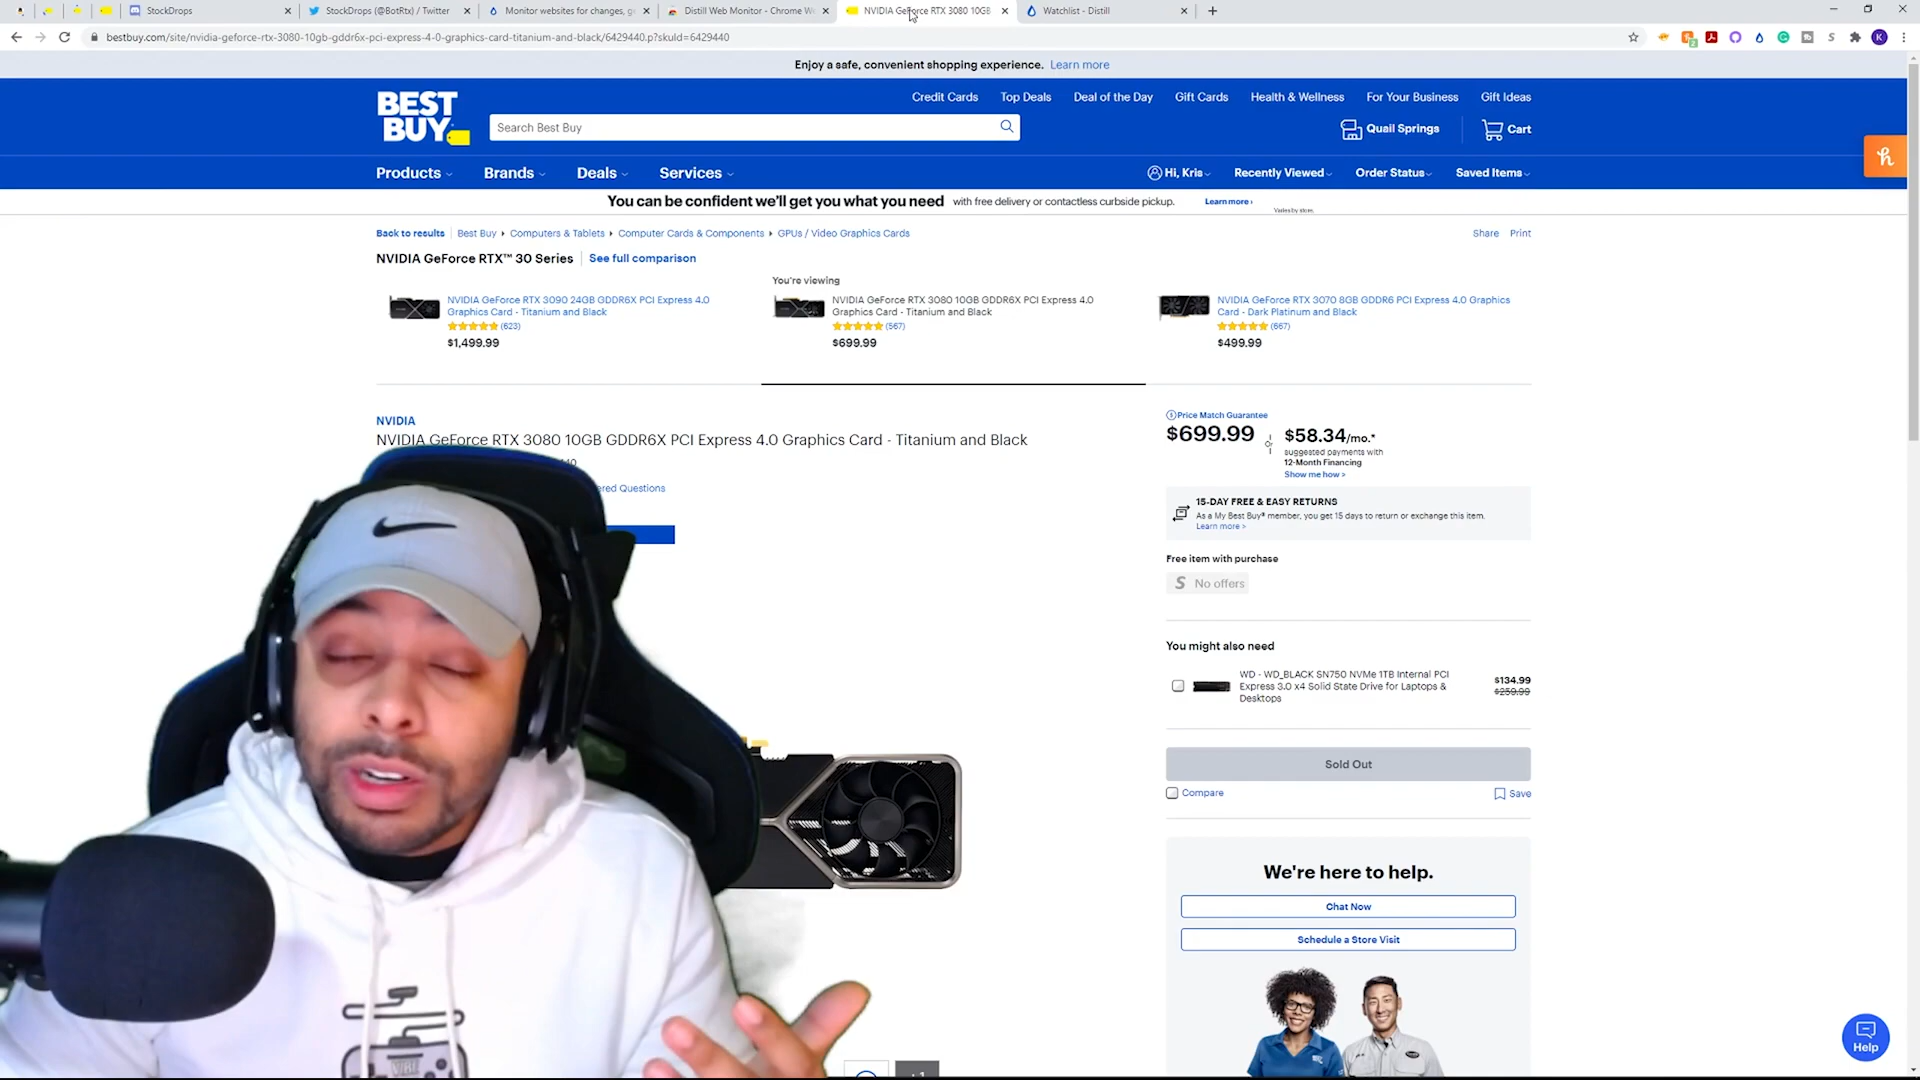 StockDrops
StockDrops (@BotRtx) / Twitter
Monitor websites for changes, g
Distill Web Monitor - Chrome We
NVIDIA GeForce RTX 3080 10GB
Watchlist - Distill
bestbuy.com/site/nvidia-geforce-rtx-3080-10gb-gddr6x-pci-express-4-0-graphics-card-titanium-and-black/6429440.p?skuId=6429440
Enjoy a safe, convenient shopping experience. Learn more
Credit Cards Top Deals Deal of the Day Gift Cards Health & Wellness For Your Business Gift Ideas
BEST
BUY
Search Best Buy
Quail Springs
Cart
Products Brands Deals Services
Hi, Kris Recently Viewed Order Status Saved Items
You can be confident we'll get you what you need with free delivery or contactless curbside pickup. Learn more ›
Varies by store.
Back to results Best Buy Computers & Tablets Computer Cards & Components GPUs / Video Graphics Cards
Share Print
NVIDIA GeForce RTX™ 30 Series See full comparison
NVIDIA GeForce RTX 3090 24GB GDDR6X PCI Express 4.0
Graphics Card - Titanium and Black
(623)
$1,499.99
You're viewing
NVIDIA GeForce RTX 3080 10GB GDDR6X PCI Express 4.0
Graphics Card - Titanium and Black
(567)
$699.99
NVIDIA GeForce RTX 3070 8GB GDDR6 PCI Express 4.0 Graphics
Card - Dark Platinum and Black
(667)
$499.99
NVIDIA
NVIDIA GeForce RTX 3080 10GB GDDR6X PCI Express 4.0 Graphics Card - Titanium and Black
Questions
Price Match Guarantee
$699.99
or
$58.34/mo.*
suggested payments with
12-Month Financing
Show me how >
15-DAY FREE & EASY RETURNS
As a My Best Buy® member, you get 15 days to return or exchange this item.
Learn more >
Free item with purchase
S No offers
You might also need
WD - WD_BLACK SN750 NVMe 1TB Internal PCI
Express 3.0 x4 Solid State Drive for Laptops &
Desktops
$134.99
$259.99
Sold Out
Compare
Save
We're here to help.
Chat Now
Schedule a Store Visit
Help